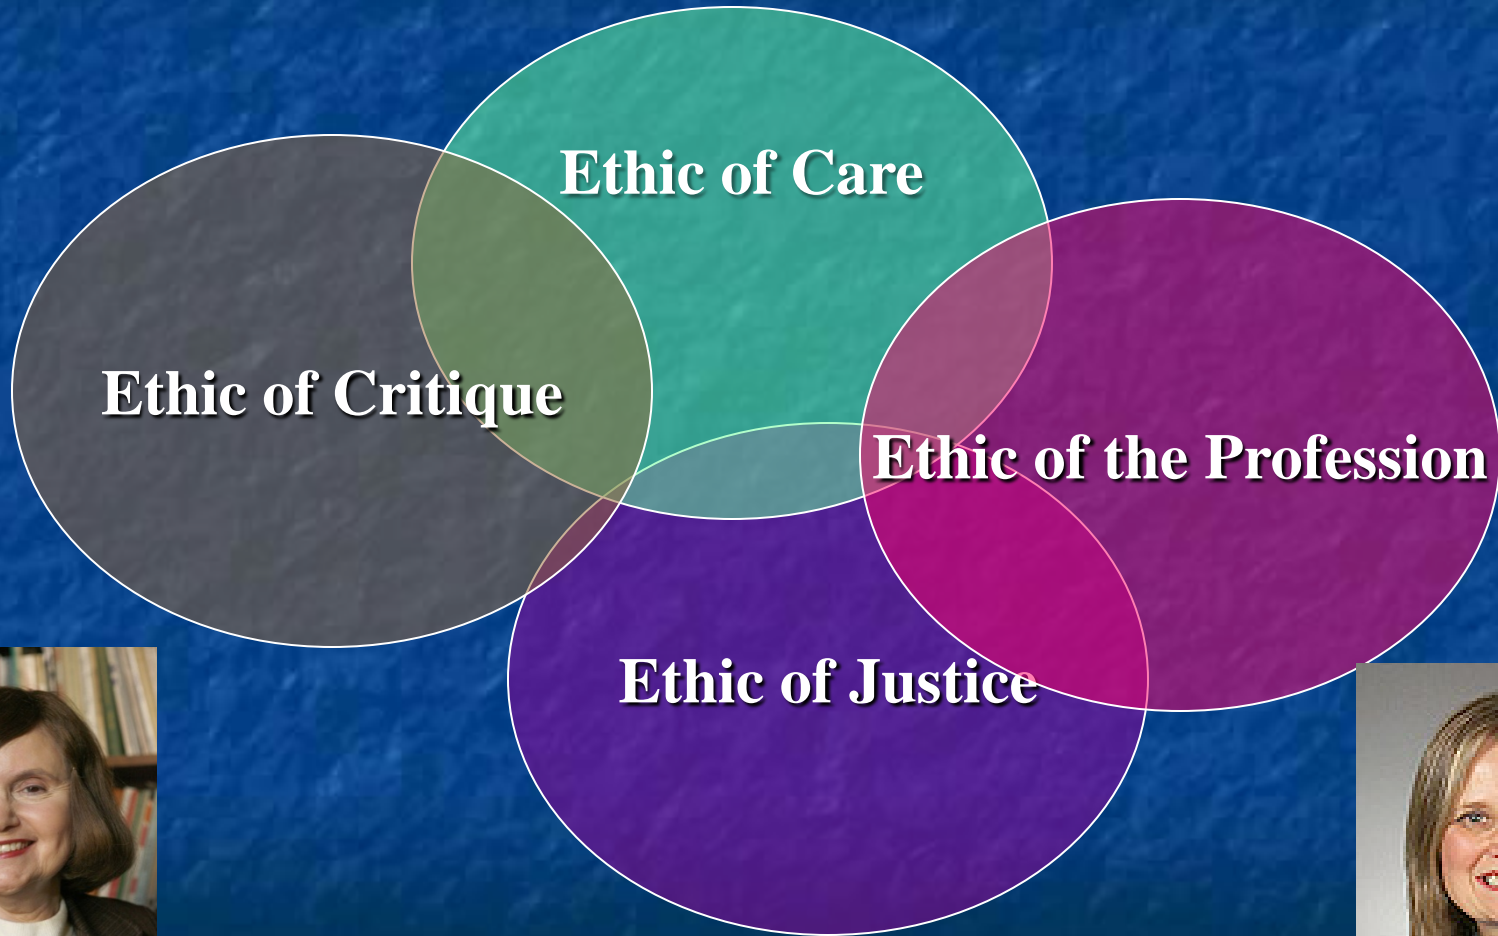 Ethic of Care
Ethic of Critique
Ethic of the Profession
Ethic of Justice